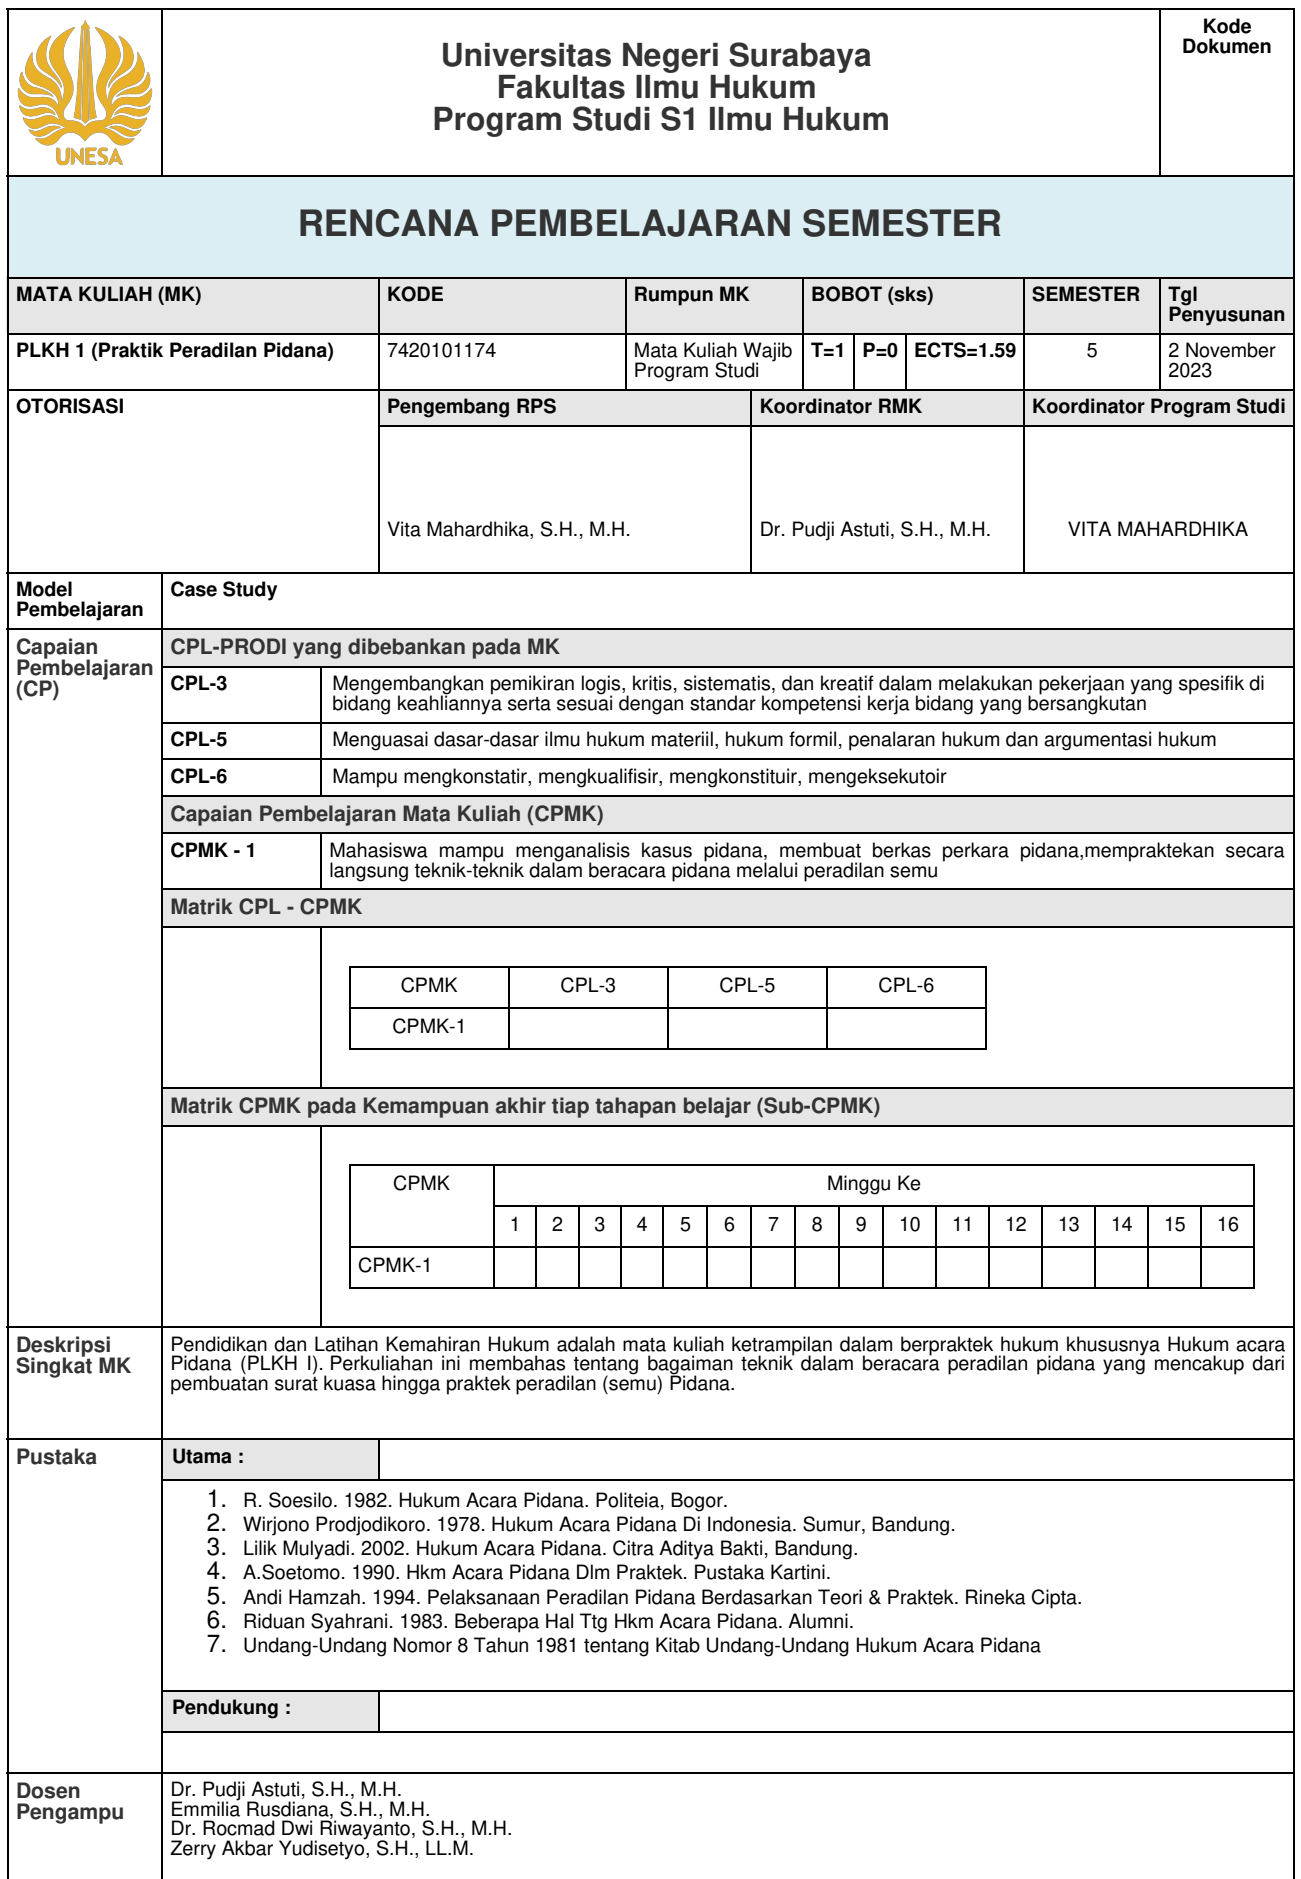 UNESA
Universitas Negeri Surabaya
Fakultas Ilmu Hukum
Program Studi S1 Ilmu Hukum
Kode
Dokumen
RENCANA PEMBELAJARAN SEMESTER
MATA KULIAH (MK) KODE Rumpun MK BOBOT (sks) SEMESTER Tgl
Penyusunan
PLKH 1 (Praktik Peradilan Pidana) 7420101174 Mata Kuliah Wajib T=1 P=0 ECTS=1.59 5 2 November
Program Studi 2023
OTORISASI Pengembang RPS Koordinator RMK Koordinator Program Studi
Vita Mahardhika, S.H., M.H. Dr. Pudji Astuti, S.H., M.H. VITA MAHARDHIKA
Model
Pembelajaran
Case Study
Capaian
Pembelajaran
(CP)
CPL-PRODI yang dibebankan pada MK
CPL-3 Mengembangkan pemikiran logis, kritis, sistematis, dan kreatif dalam melakukan pekerjaan yang spesifik di
bidang keahliannya serta sesuai dengan standar kompetensi kerja bidang yang bersangkutan
CPL-5 Menguasai dasar-dasar ilmu hukum materiil, hukum formil, penalaran hukum dan argumentasi hukum
CPL-6 Mampu mengkonstatir, mengkualifisir, mengkonstituir, mengeksekutoir
Capaian Pembelajaran Mata Kuliah (CPMK)
CPMK - 1 Mahasiswa mampu menganalisis kasus pidana, membuat berkas perkara pidana,mempraktekan secara
langsung teknik-teknik dalam beracara pidana melalui peradilan semu
Matrik CPL - CPMK
CPMK CPL-3 CPL-5 CPL-6
CPMK-1
Matrik CPMK pada Kemampuan akhir tiap tahapan belajar (Sub-CPMK)
CPMK Minggu Ke
1 2 3 4 5 6 7 8 9 10 11 12 13 14 15 16
CPMK-1
Deskripsi
Singkat MK
Pendidikan dan Latihan Kemahiran Hukum adalah mata kuliah ketrampilan dalam berpraktek hukum khususnya Hukum acara
Pidana (PLKH I). Perkuliahan ini membahas tentang bagaiman teknik dalam beracara peradilan pidana yang mencakup dari
pembuatan surat kuasa hingga praktek peradilan (semu) Pidana.
Pustaka
Utama :
1. R. Soesilo. 1982. Hukum Acara Pidana. Politeia, Bogor.
2. Wirjono Prodjodikoro. 1978. Hukum Acara Pidana Di Indonesia. Sumur, Bandung.
3. Lilik Mulyadi. 2002. Hukum Acara Pidana. Citra Aditya Bakti, Bandung.
4. A.Soetomo. 1990. Hkm Acara Pidana Dlm Praktek. Pustaka Kartini.
5. Andi Hamzah. 1994. Pelaksanaan Peradilan Pidana Berdasarkan Teori & Praktek. Rineka Cipta.
6. Riduan Syahrani. 1983. Beberapa Hal Ttg Hkm Acara Pidana. Alumni.
7. Undang-Undang Nomor 8 Tahun 1981 tentang Kitab Undang-Undang Hukum Acara Pidana
Pendukung :
Dosen
Pengampu
Dr. Pudji Astuti, S.H., M.H.
Emmilia Rusdiana, S.H., M.H.
Dr. Rocmad Dwi Riwayanto, S.H., M.H.
Zerry Akbar Yudisetyo, S.H., LL.M.